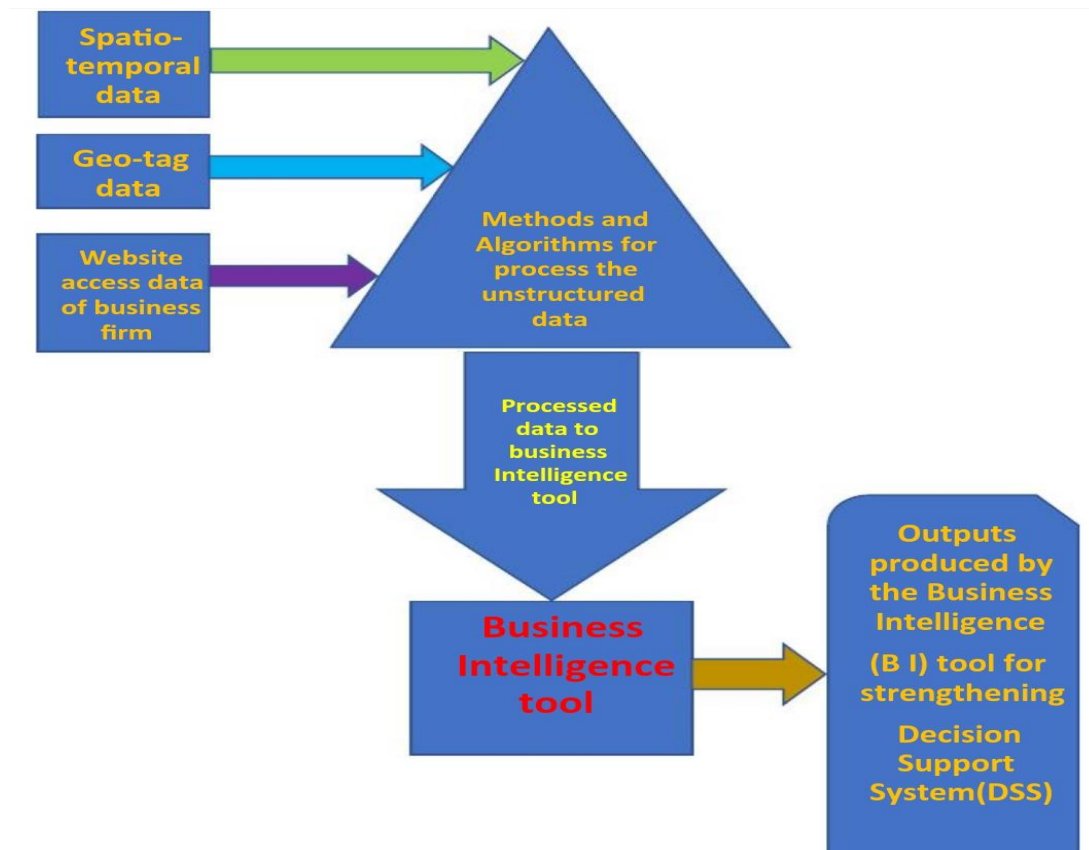 Spatio-
temporal
data
Geo-tag
data
Website
access data
of business
firm
Methods and
Algorithms for
process the
unstructured
data
Processed
data to
business
Intelligence
tool
Business
Intelligence
tool
Outputs
produced by
the Business
Intelligence
(B I) tool for
strengthening
Decision
Support
System(DSS)